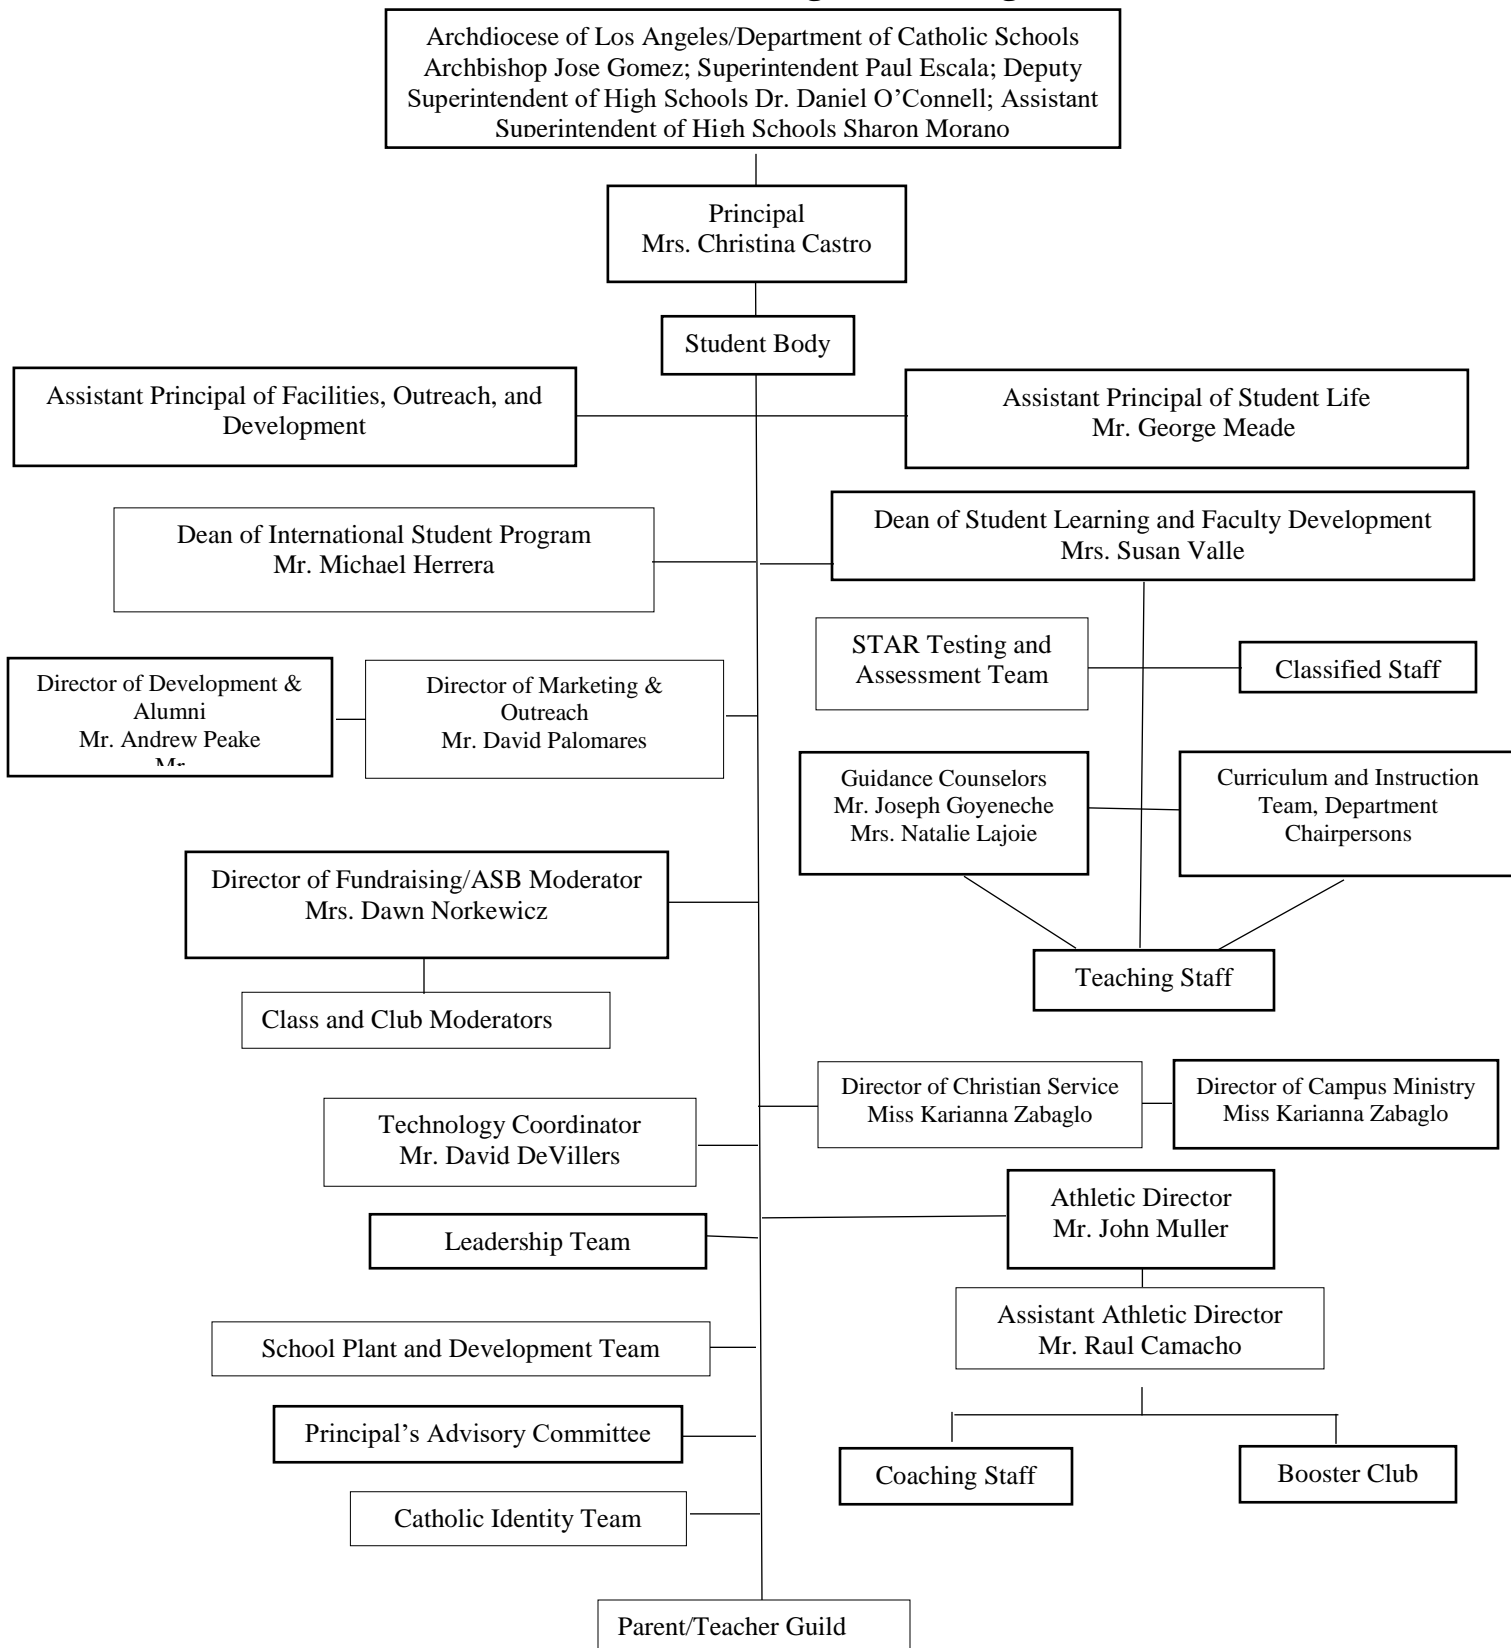 Archdiocese of Los Angeles/Department of Catholic Schools
Archbishop Jose Gomez; Superintendent Paul Escala; Deputy
Superintendent of High Schools Dr. Daniel O’Connell; Assistant
Superintendent of High Schools Sharon Morano
Principal
Mrs. Christina Castro
Student Body
Assistant Principal of Facilities, Outreach, and
Development
Assistant Principal of Student Life
Mr. George Meade
Dean of International Student Program
Mr. Michael Herrera
Dean of Student Learning and Faculty Development
Mrs. Susan Valle
STAR Testing and
Assessment Team
Classified Staff
Director of Development &
Alumni
Mr. Andrew Peake
Mr.
Director of Marketing &
Outreach
Mr. David Palomares
Guidance Counselors
Mr. Joseph Goyeneche
Mrs. Natalie Lajoie
Curriculum and Instruction
Team, Department
Chairpersons
Director of Fundraising/ASB Moderator
Mrs. Dawn Norkewicz
Teaching Staff
Class and Club Moderators
Director of Christian Service
Miss Karianna Zabaglo
Director of Campus Ministry
Miss Karianna Zabaglo
Technology Coordinator
Mr. David DeVillers
Athletic Director
Mr. John Muller
Leadership Team
Assistant Athletic Director
Mr. Raul Camacho
School Plant and Development Team
Principal’s Advisory Committee
Coaching Staff
Booster Club
Catholic Identity Team
Parent/Teacher Guild